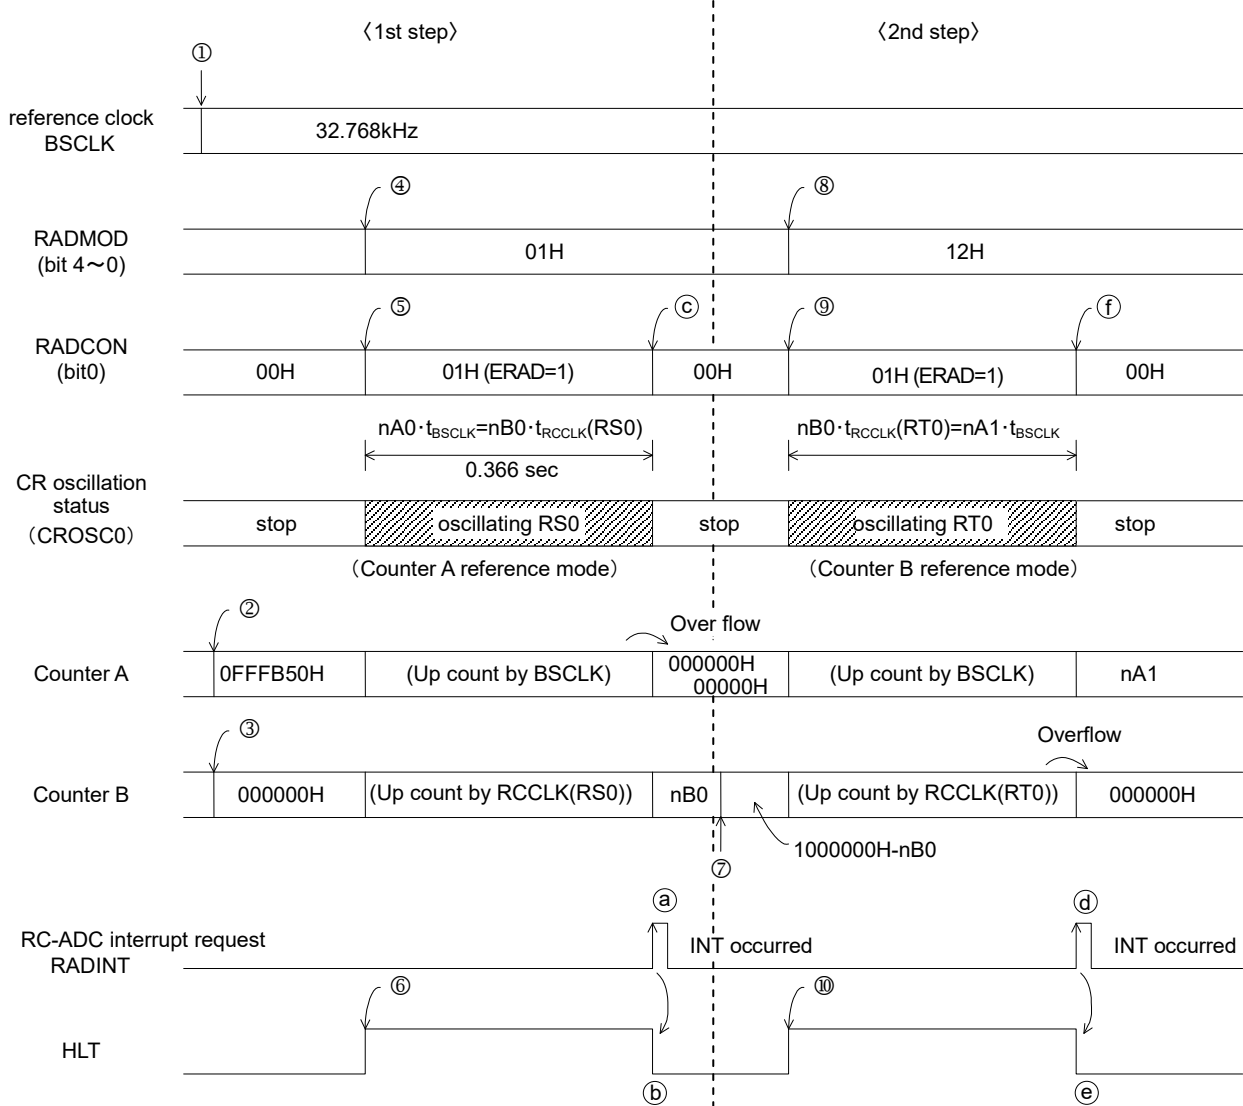 〈1st step〉 〈2nd step〉
①
reference clock
BSCLK
32.768kHz
④ ⑧
RADMOD
(bit 4～0)
01H 12H
⑤ ⓒ ⑨ ⓕ
RADCON
(bit0)
00H 01H (ERAD=1) 00H 01H (ERAD=1) 00H
nA0·tBSCLK=nB0·tRCCLK(RS0) nB0·tRCCLK(RT0)=nA1·tBSCLK
0.366 sec
CR oscillation
status
（CROSC0）
stop oscillating RS0 stop oscillating RT0 stop
（Counter A reference mode） （Counter B reference mode）
②
Over flow
Counter A
0FFFB50H (Up count by BSCLK) 000000H (Up count by BSCLK) nA1
00000H
③
Overflow
Counter B
000000H (Up count by RCCLK(RS0)) nB0 (Up count by RCCLK(RT0)) 000000H
1000000H-nB0
⑦
ⓐ ⓓ
RC-ADC interrupt request
RADINT
INT occurred INT occurred
⑥ ⑩
HLT
ⓑ ⓔ